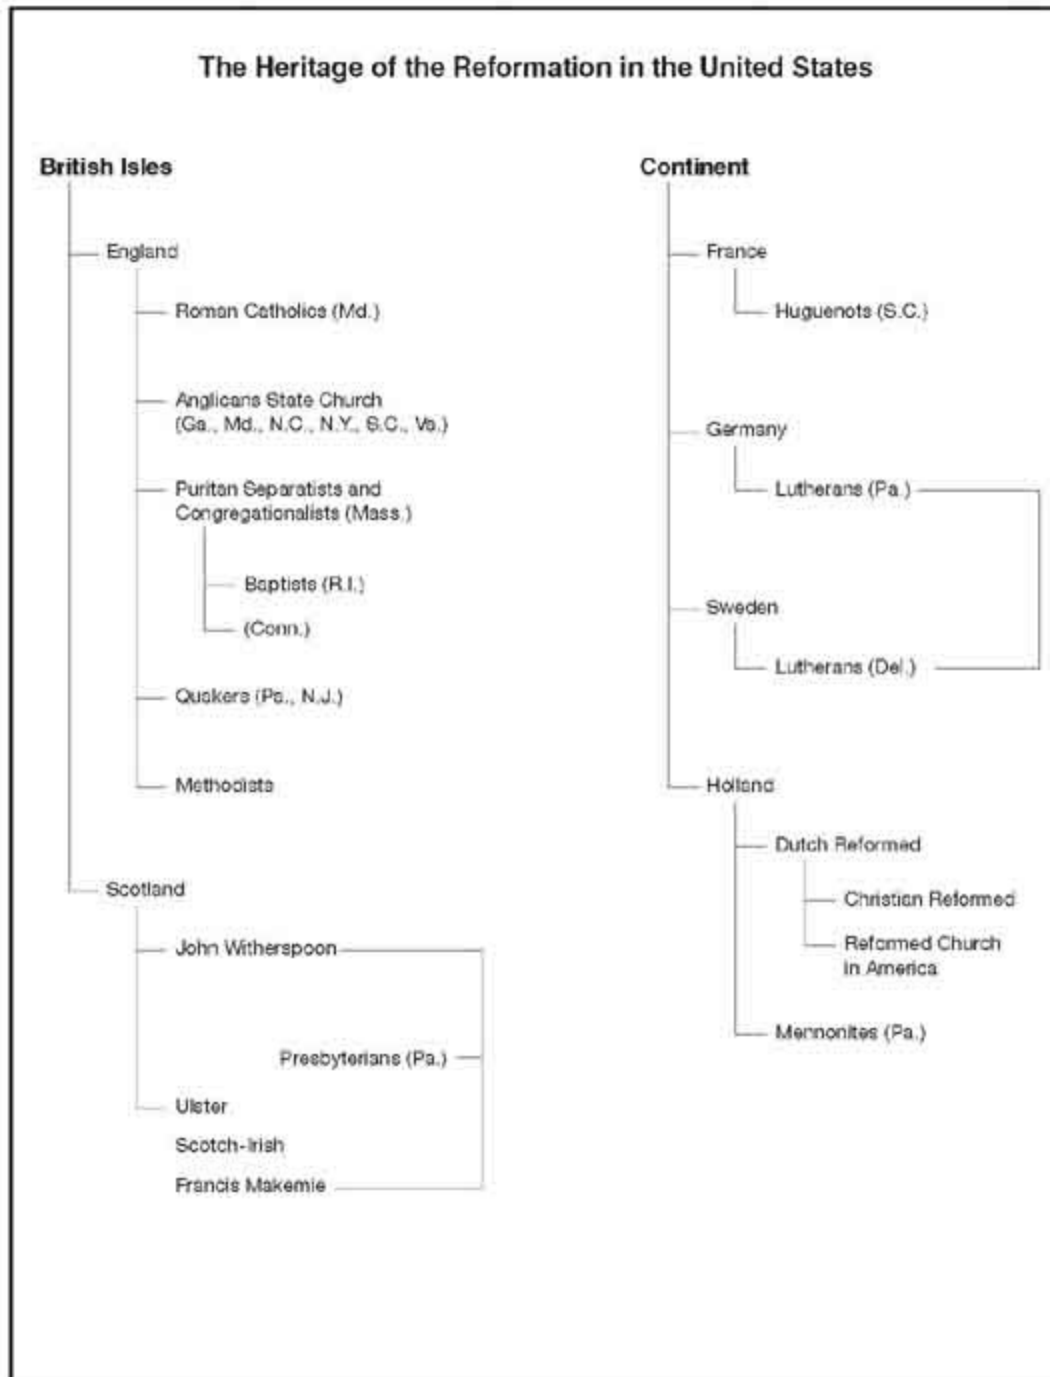 The Heritage of the Reformation in the United States
British Isles
England
Roman Catholics (Md.)
Anglicans State Church
(Ga., Md., N.C., N.Y., S.C., Va.)
Puritan Separatists and
Congregationalists (Mass.)
Baptists (R.I.)
(Conn.)
Quakers (Pa., N.J.)
Methodists
Scotland
John Witherspoon
Presbyterians (Pa.)
Ulster
Scotch-Irish
Francis Makemie
Continent
France
Huguenots (S.C.)
Germany
Lutherans (Pa.)
Sweden
Lutherans (Del.)
Holland
Dutch Reformed
Christian Reformed
Reformed Church
in America
Mennonites (Pa.)